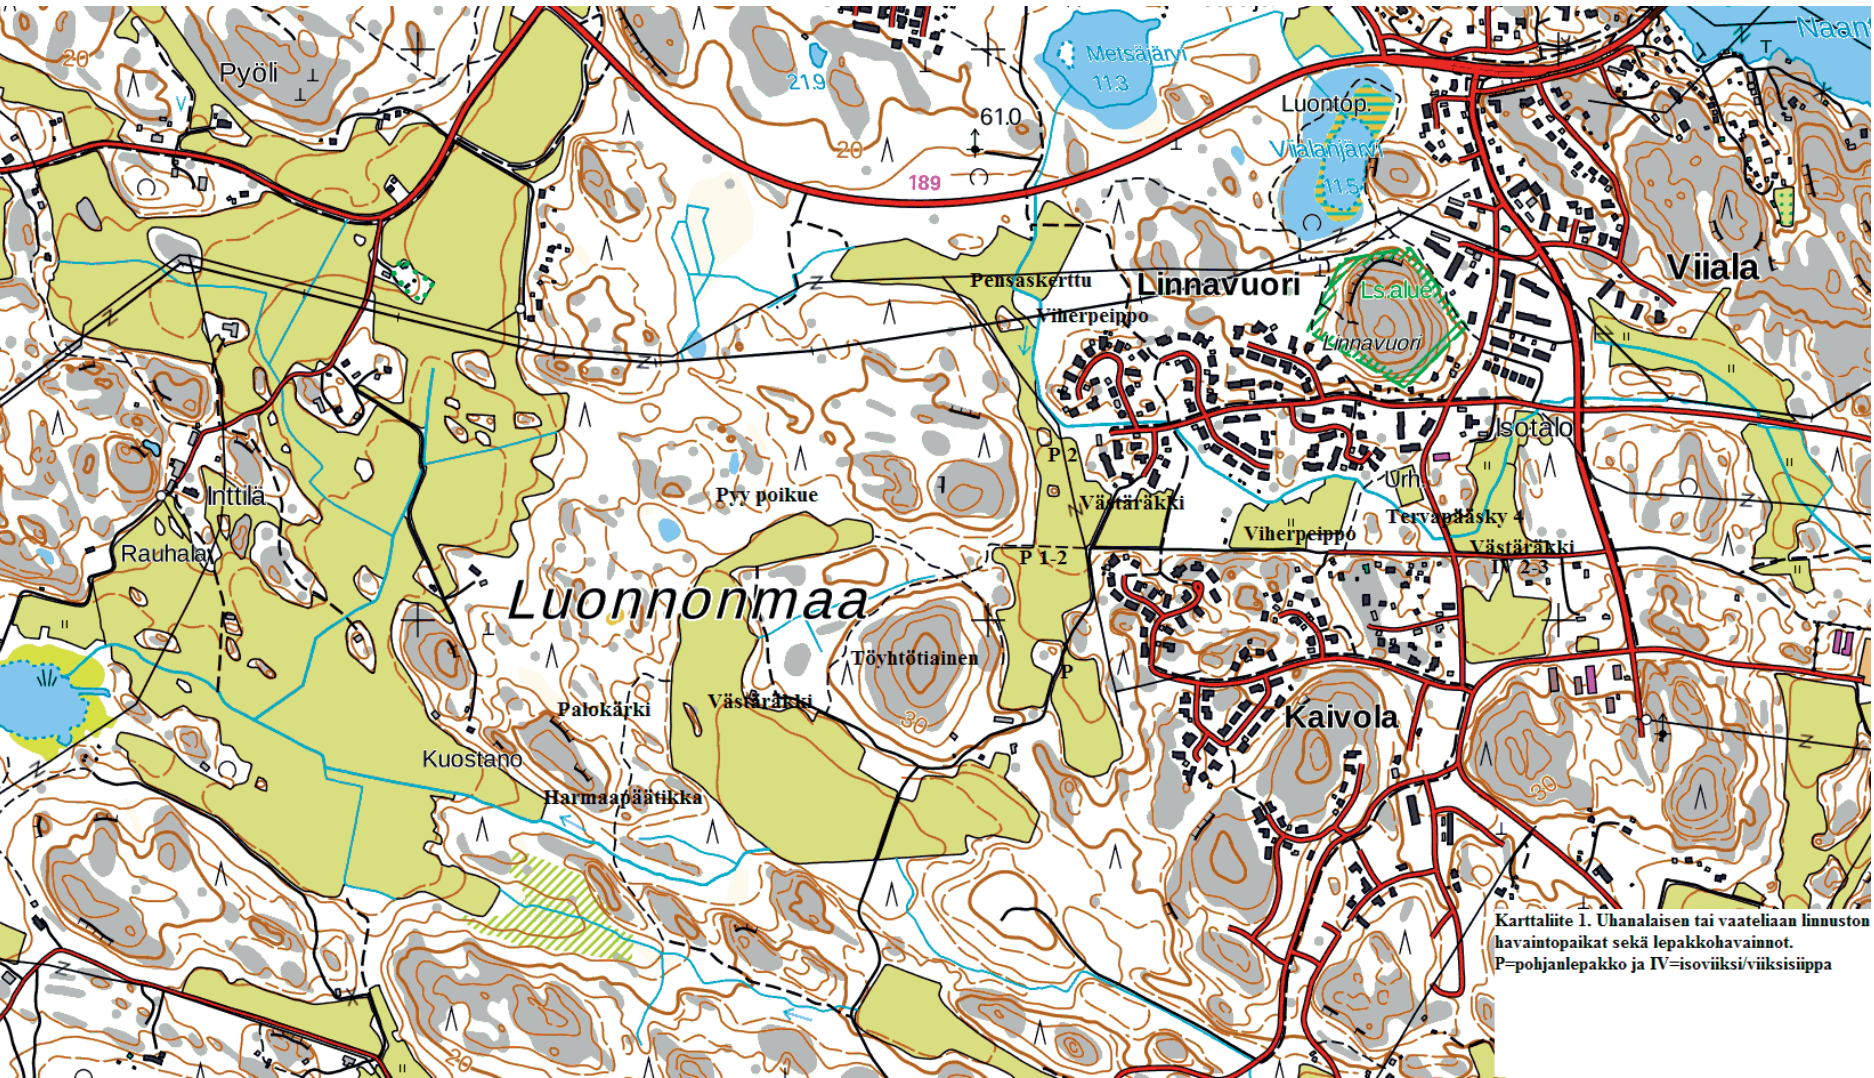 Naan
20
Pyöli
21.9
Metsäjärvi
11.3
61.0
Luontop.
20
Viialanjärvi
189
11.5
Viiala
Pensaskerttu
Linnavuori
Ls.alue
Viherpeippo
Linnavuori
Isotalo
P 2
Urh.
Inttilä
Pyy poikue
Västäräkki
Tervapääsky 4
Viherpeippo
Rauhala
P 1-2
Västäräkki
IV 2-3
Luonnonmaa
Töyhtötiainen
P
Västäräkki
Palokärki
30
Kaivola
Kuostano
30
Harmaapäätikka
Karttaliite 1. Uhanalaisen tai vaateliaan linnuston
havaintopaikat sekä lepakkohavainnot.
P=pohjanlepakko ja IV=isoviiksi/viiksisiippa
20